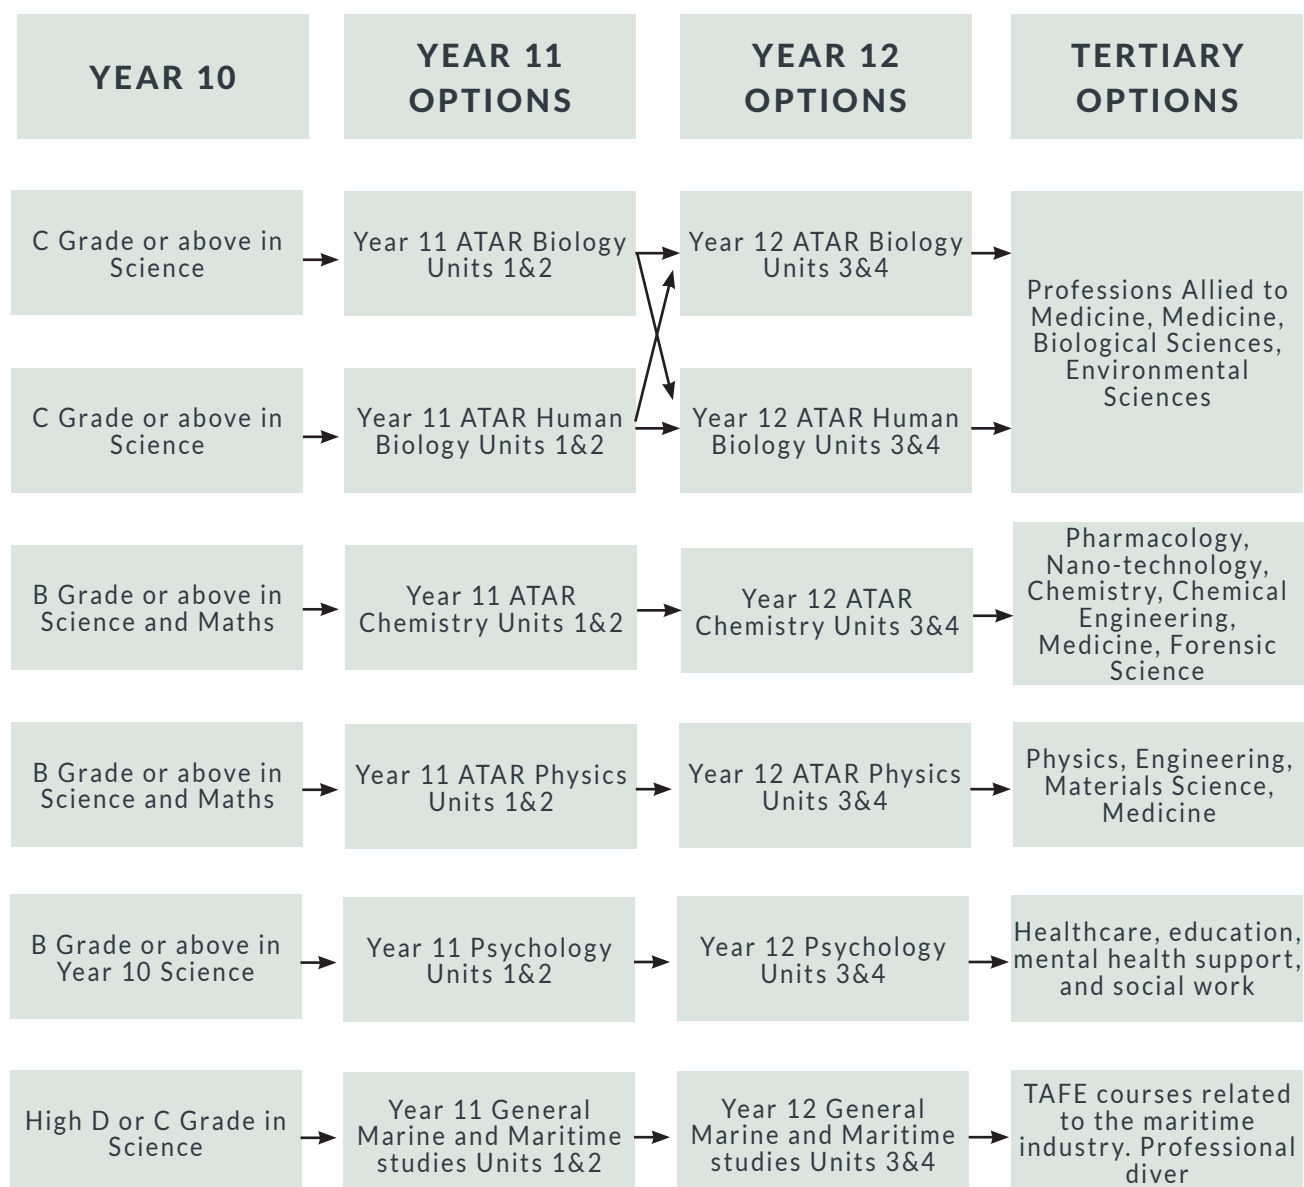 YEAR 10
YEAR 11
OPTIONS
YEAR 12
OPTIONS
TERTIARY
OPTIONS
C Grade or above in
Science
Year 11 ATAR Biology
Units 1&2
Year 12 ATAR Biology
Units 3&4
Professions Allied to
Medicine, Medicine,
Biological Sciences,
Environmental
Sciences
C Grade or above in
Science
Year 11 ATAR Human
Biology Units 1&2
Year 12 ATAR Human
Biology Units 3&4
B Grade or above in
Science and Maths
Year 11 ATAR
Chemistry Units 1&2
Year 12 ATAR
Chemistry Units 3&4
Pharmacology,
Nano-technology,
Chemistry, Chemical
Engineering,
Medicine, Forensic
Science
B Grade or above in
Science and Maths
Year 11 ATAR Physics
Units 1&2
Year 12 ATAR Physics
Units 3&4
Physics, Engineering,
Materials Science,
Medicine
B Grade or above in
Year 10 Science
Year 11 Psychology
Units 1&2
Year 12 Psychology
Units 3&4
Healthcare, education,
mental health support,
and social work
High D or C Grade in
Science
Year 11 General
Marine and Maritime
studies Units 1&2
Year 12 General
Marine and Maritime
studies Units 3&4
TAFE courses related
to the maritime
industry. Professional
diver